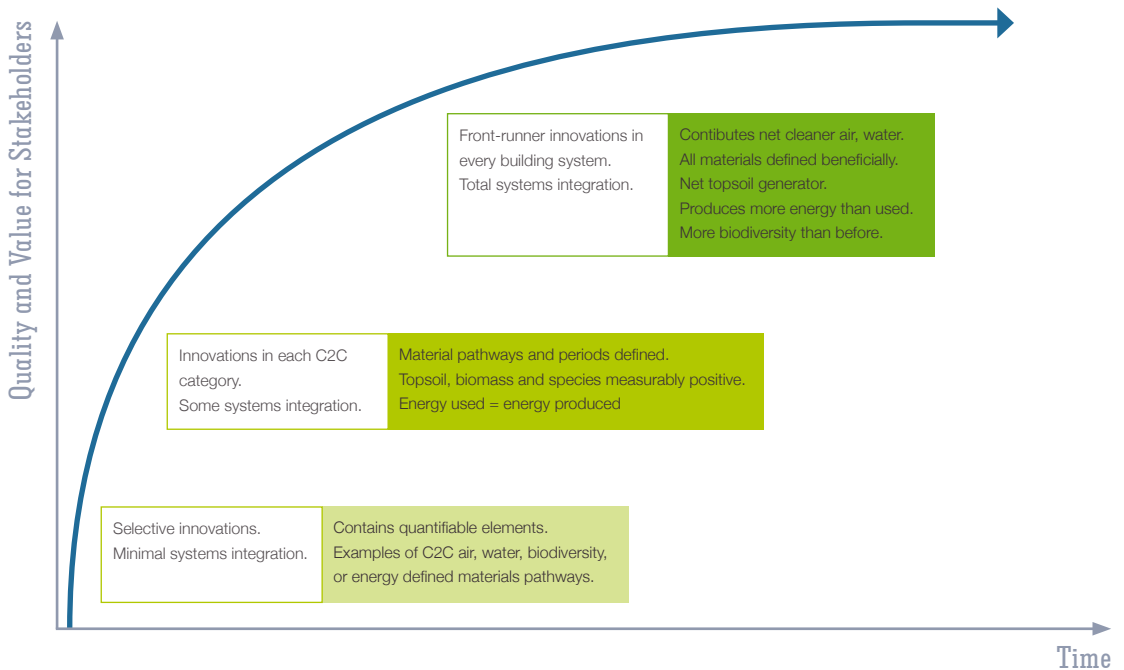 Quality and Value for Stakeholders
Front-runner innovations in
every building system.
Total systems integration.
Contibutes net cleaner air, water.
All materials defined beneficially.
Net topsoil generator.
Produces more energy than used.
More biodiversity than before.
Innovations in each C2C
category.
Some systems integration.
Material pathways and periods defined.
Topsoil, biomass and species measurably positive.
Energy used = energy produced
Selective innovations.
Minimal systems integration.
Contains quantifiable elements.
Examples of C2C air, water, biodiversity,
or energy defined materials pathways.
Time